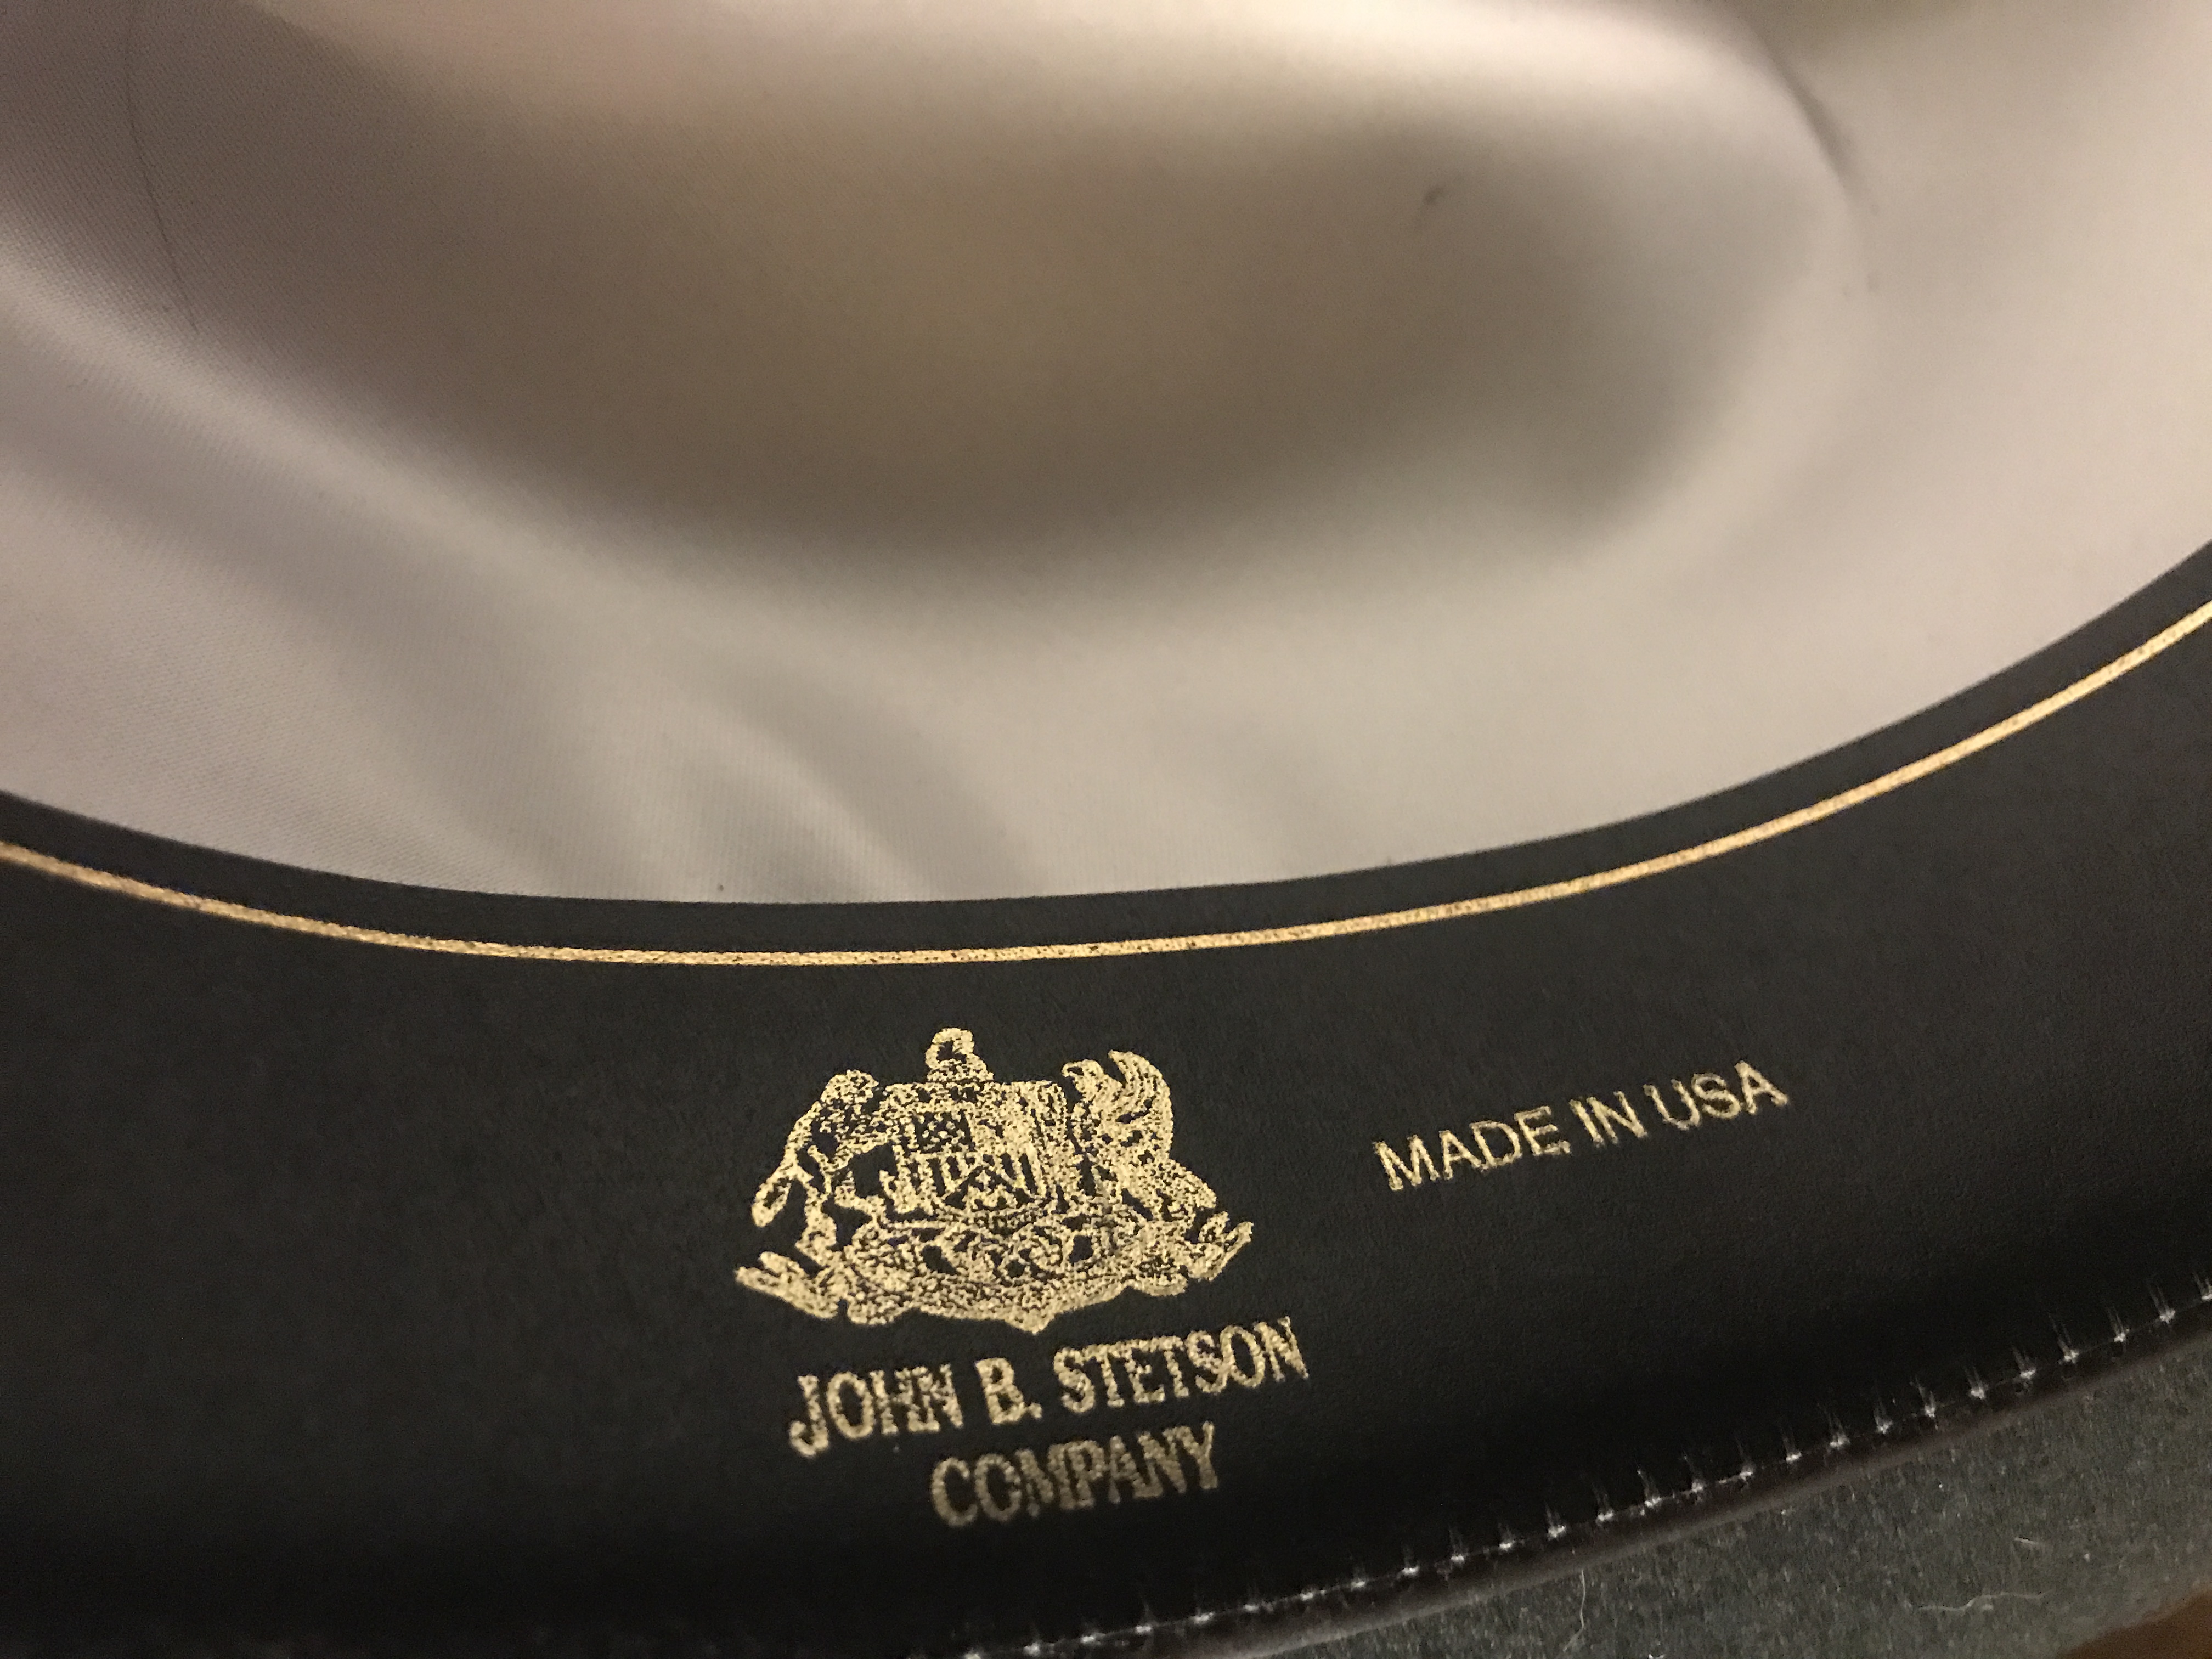 JOHN B. STETSON
COMPANY
MADE IN USA